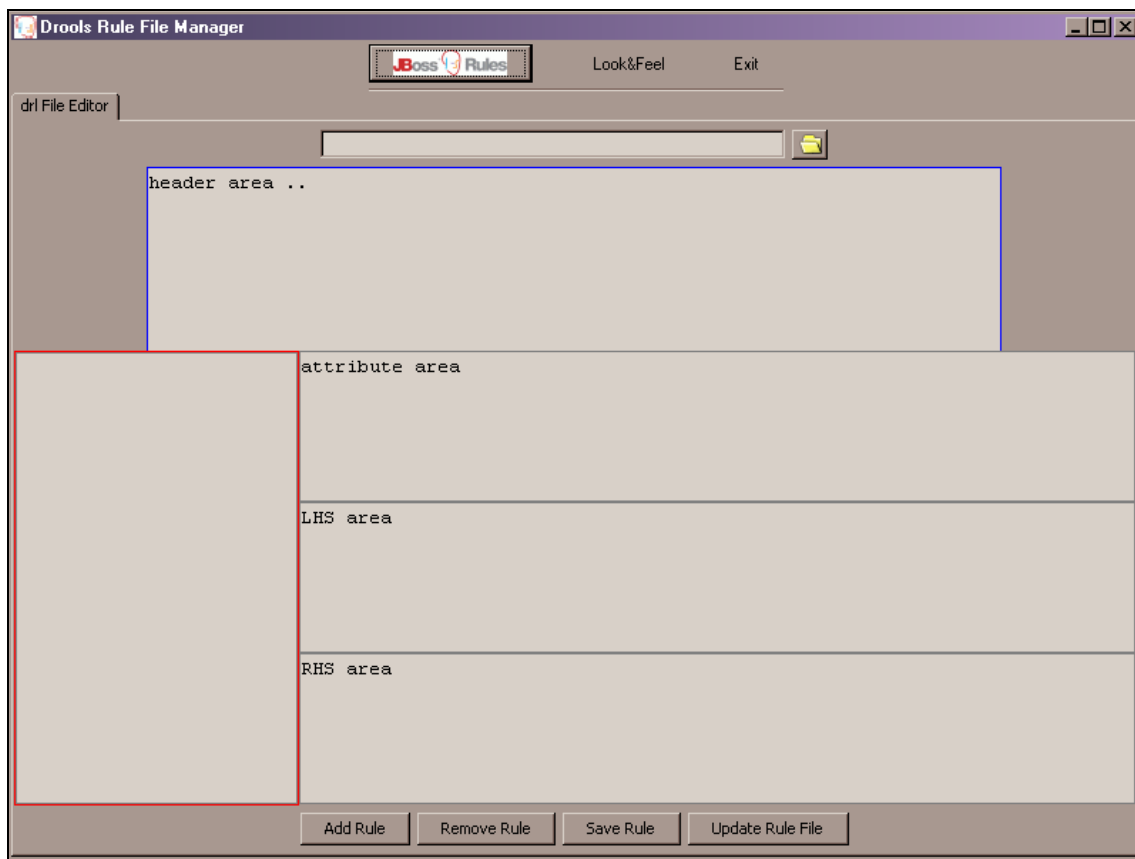 Drools Rule File Manager
JBoss Rules Look&Feel Exit
drl File Editor
header area ..
attribute area
LHS area
RHS area
Add Rule Remove Rule Save Rule Update Rule File